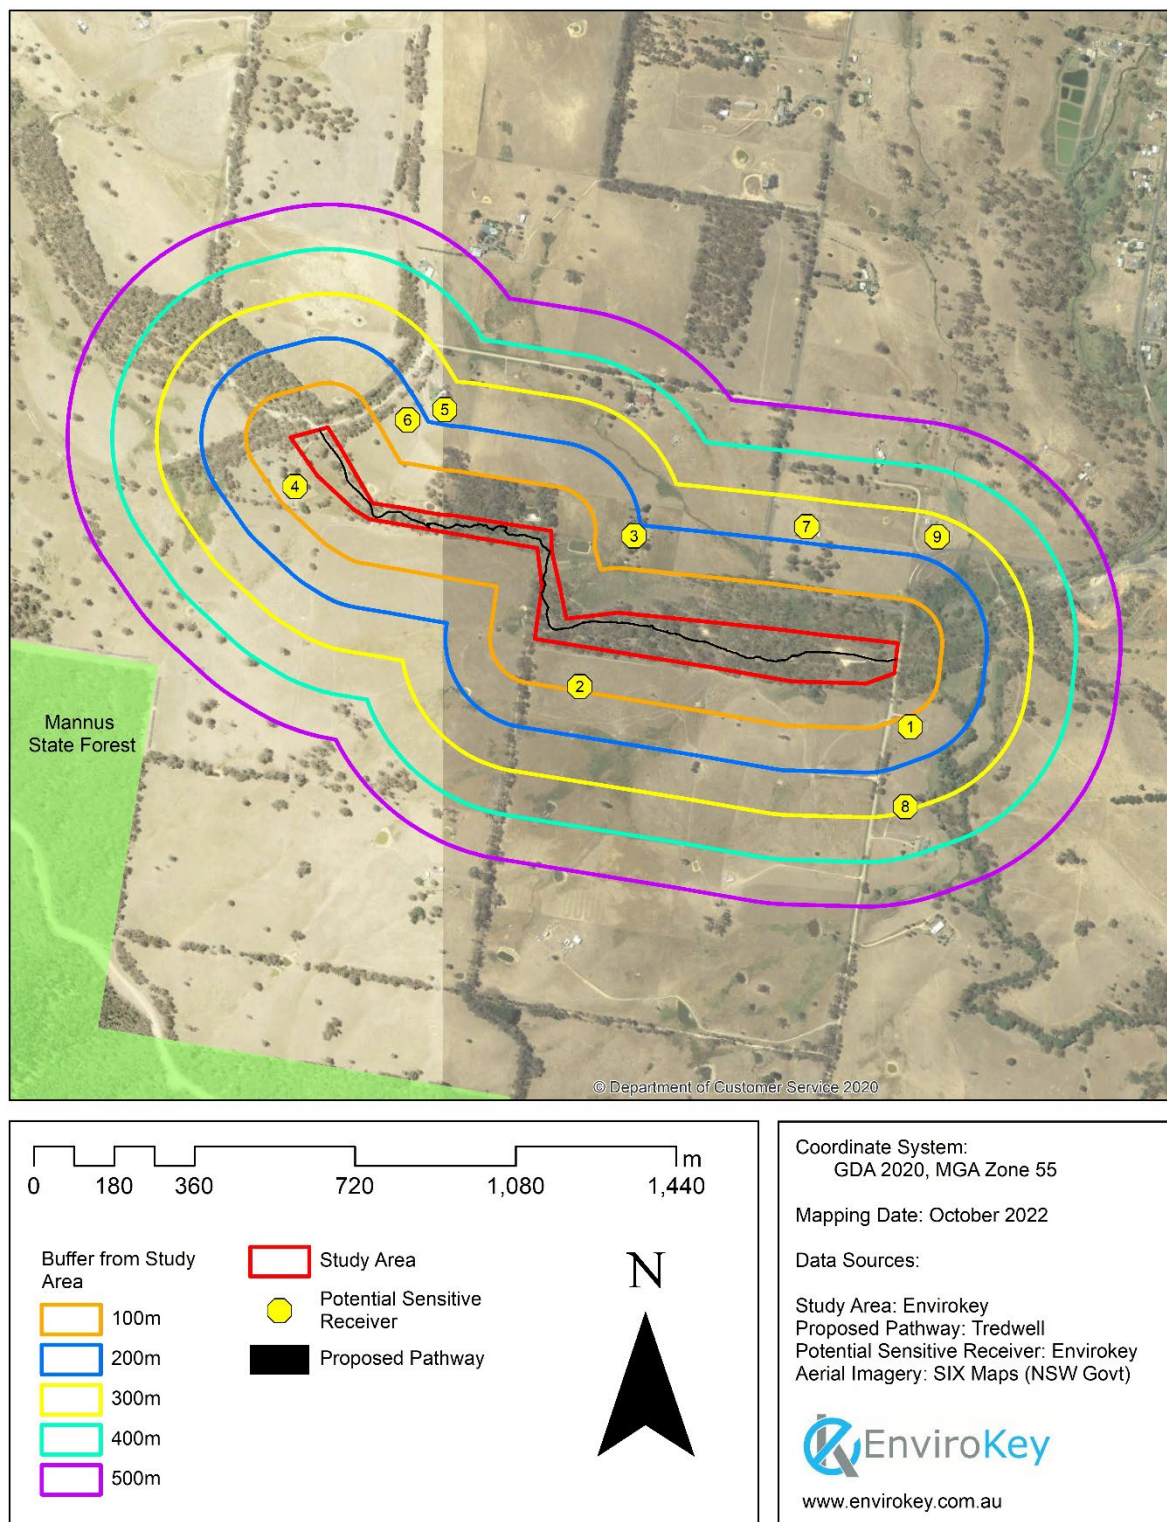 5
6
4
3
7
9
2
1
8
Mannus
State Forest
© Department of Customer Service 2020
m
0 180 360 720 1,080 1,440
Buffer from Study
Area
100m
200m
300m
400m
500m
Study Area
Potential Sensitive
Receiver
Proposed Pathway
N
Coordinate System:
GDA 2020, MGA Zone 55
Mapping Date: October 2022
Data Sources:
Study Area: Envirokey
Proposed Pathway: Tredwell
Potential Sensitive Receiver: Envirokey
Aerial Imagery: SIX Maps (NSW Govt)
EnviroKey
www.envirokey.com.au